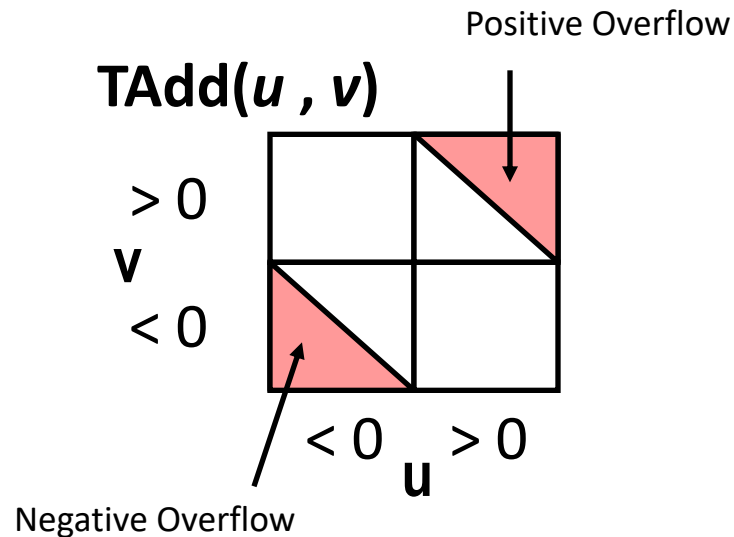 Positive Overflow
TAdd(u , v)
> 0
v
< 0
< 0
u
> 0
Negative Overflow